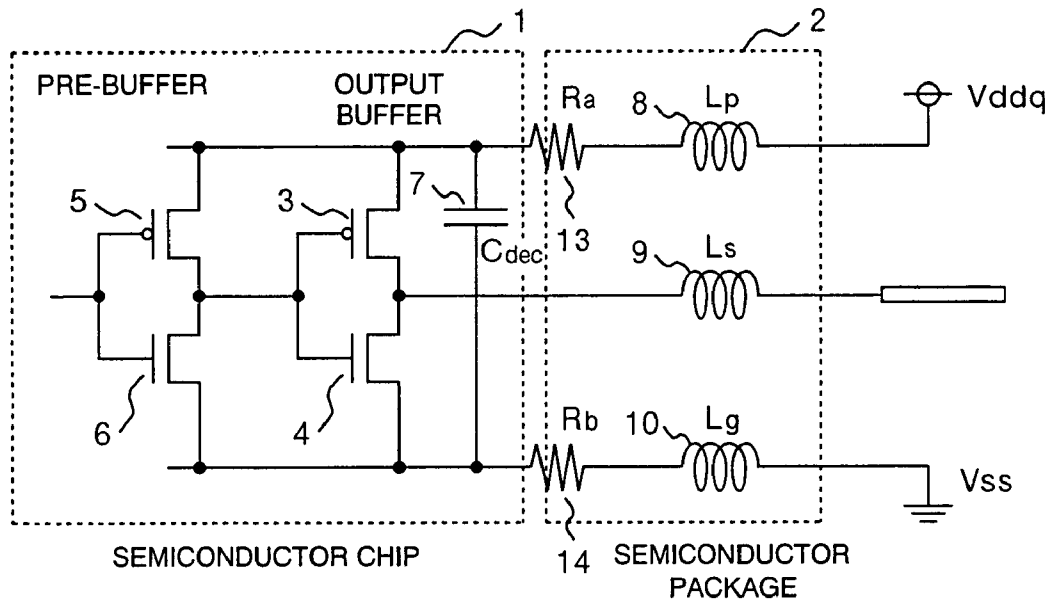 1
2
PRE-BUFFER
OUTPUT
BUFFER
Ra
8
Lp
Vddq
5
3
7
Cdec
13
9
Ls
6
4
Rb
10
Lg
Vss
14
SEMICONDUCTOR CHIP
SEMICONDUCTOR
PACKAGE